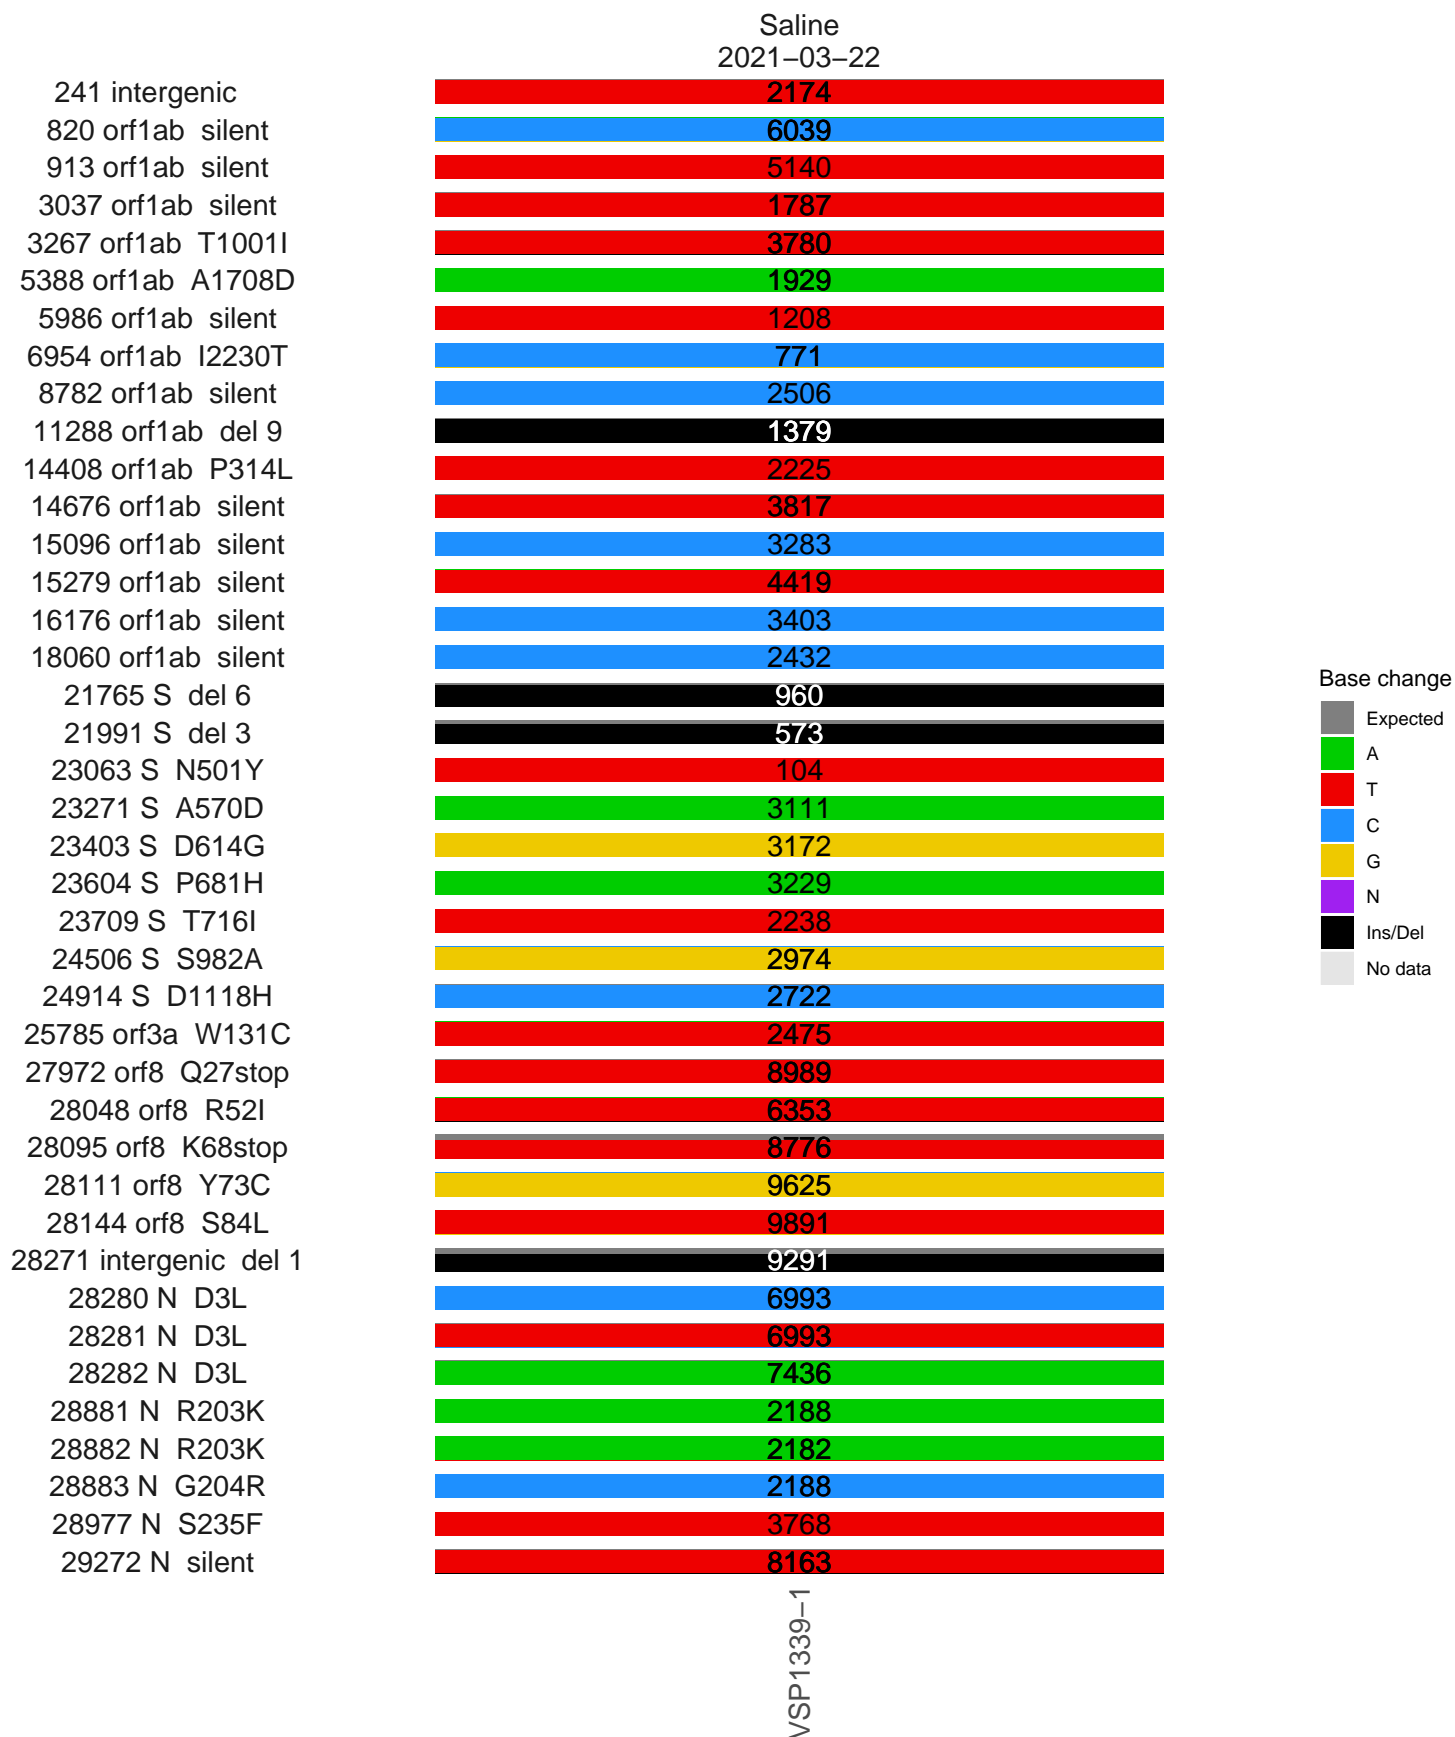 Saline
2021−03−22
241 intergenic 2174
820 orf1ab silent 6039
913 orf1ab silent 5140
3037 orf1ab silent 1787
3267 orf1ab T1001I 3780
5388 orf1ab A1708D 1929
5986 orf1ab silent 1208
6954 orf1ab I2230T 771
8782 orf1ab silent 2506
11288 orf1ab del 9 1379
14408 orf1ab P314L 2225
14676 orf1ab silent 3817
15096 orf1ab silent 3283
15279 orf1ab silent 4419
16176 orf1ab silent 3403
18060 orf1ab silent 2432
21765 S del 6 960
21991 S del 3 573
23063 S N501Y 104
23271 S A570D 3111
23403 S D614G 3172
23604 S P681H 3229
23709 S T716I 2238
24506 S S982A 2974
24914 S D1118H 2722
25785 orf3a W131C 2475
27972 orf8 Q27stop 8989
28048 orf8 R52I 6353
28095 orf8 K68stop 8776
28111 orf8 Y73C 9625
28144 orf8 S84L 9891
28271 intergenic del 1 9291
28280 N D3L 6993
28281 N D3L 6993
28282 N D3L 7436
28881 N R203K 2188
28882 N R203K 2182
28883 N G204R 2188
28977 N S235F 3768
29272 N silent 8163
VSP1339−1
Base change
Expected
A
T
C
G
N
Ins/Del
No data